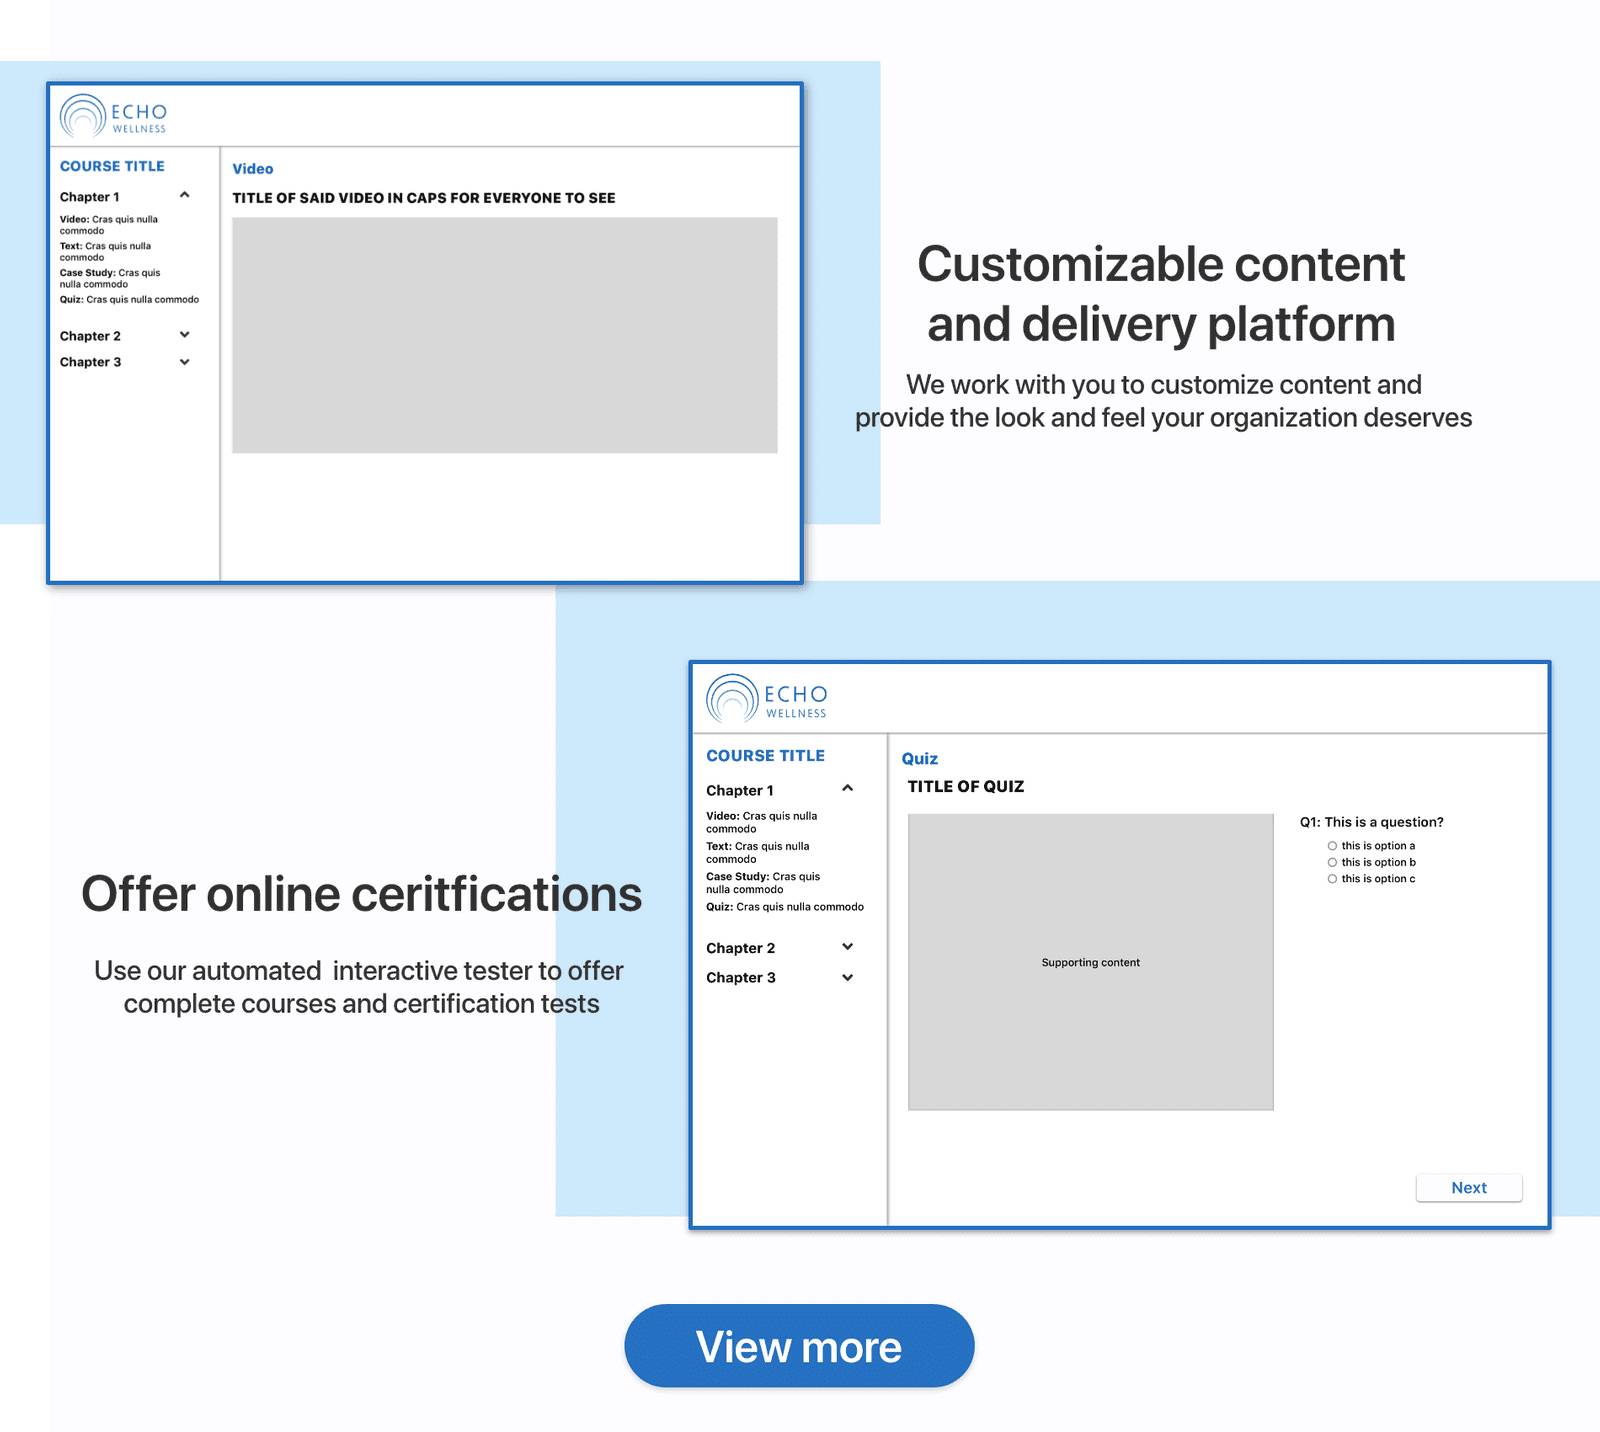 ECHO
WELLNESS
COURSE TITLE
Chapter 1
Video: Cras quis nulla
commodo
Text: Cras quis nulla
commodo
Case Study: Cras quis
nulla commodo
Quiz: Cras quis nulla commodo
Chapter 2
Chapter 3
Video
TITLE OF SAID VIDEO IN CAPS FOR EVERYONE TO SEE
Customizable content
and delivery platform
We work with you to customize content and
provide the look and feel your organization deserves
Offer online ceritfications
Use our automated  interactive tester to offer
complete courses and certification tests
ECHO
WELLNESS
COURSE TITLE
Chapter 1
Video: Cras quis nulla
commodo
Text: Cras quis nulla
commodo
Case Study: Cras quis
nulla commodo
Quiz: Cras quis nulla commodo
Chapter 2
Chapter 3
Quiz
TITLE OF QUIZ
Supporting content
Q1: This is a question?
this is option a
this is option b
this is option c
Next
View more